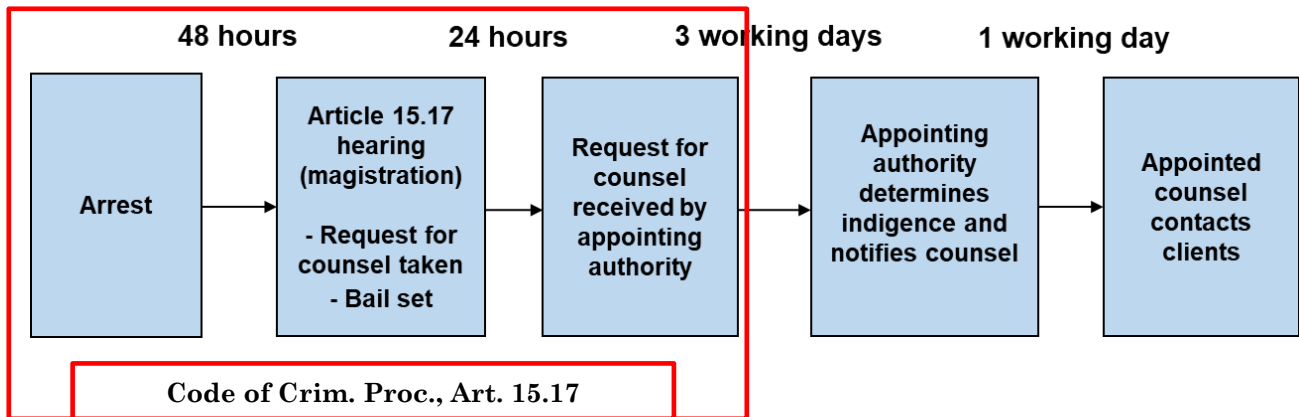 48 hours
24 hours
3 working days
1 working day
Arrest
Article 15.17
hearing
(magistration)
- Request for
counsel taken
- Bail set
Request for
counsel
received by
appointing
authority
Appointing
authority
determines
indigence and
notifies counsel
Appointed
counsel
contacts
clients
Code of Crim. Proc., Art. 15.17